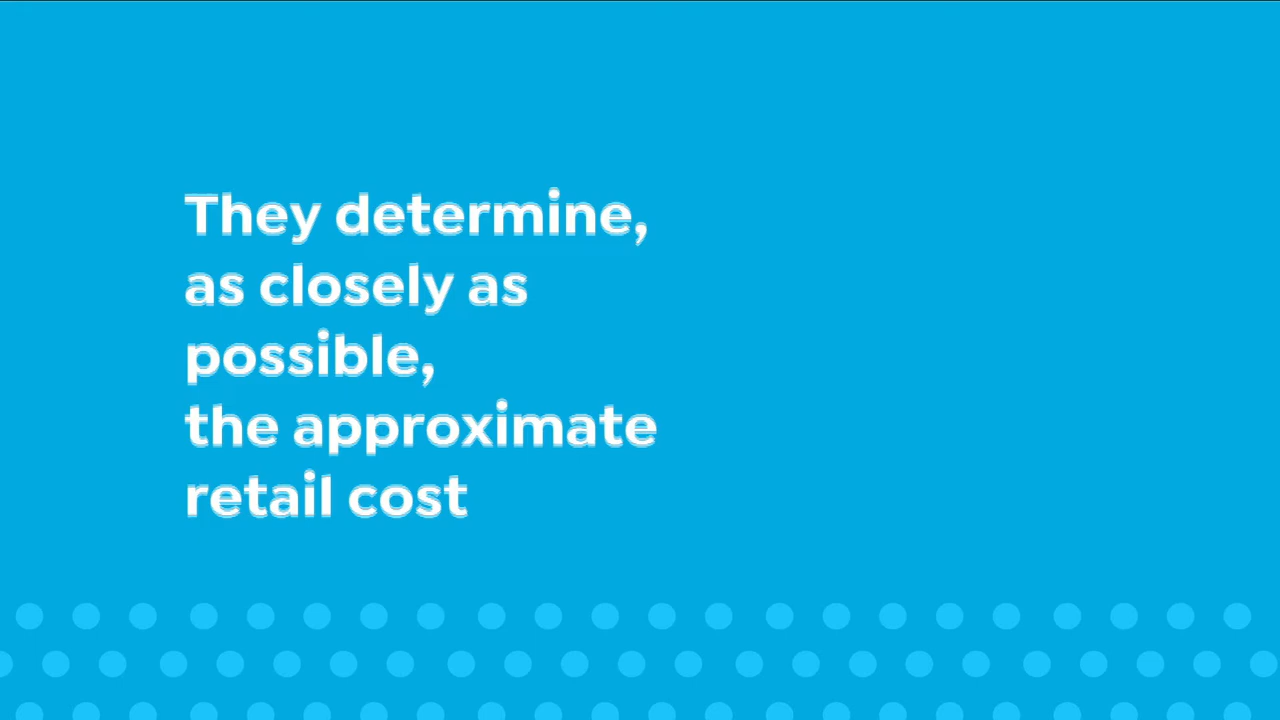 They determine,
as closely as
possible,
the approximate
retail cost